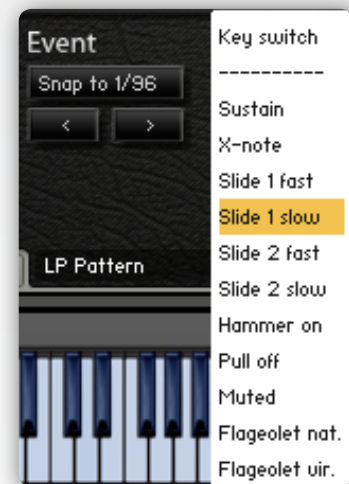 Event
Snap to 1/96
<
>
LP Pattern
Key switch
----------
Sustain
X-note
Slide 1 fast
Slide 1 slow
Slide 2 fast
Slide 2 slow
Hammer on
Pull off
Muted
Flageolet nat.
Flageolet vir.